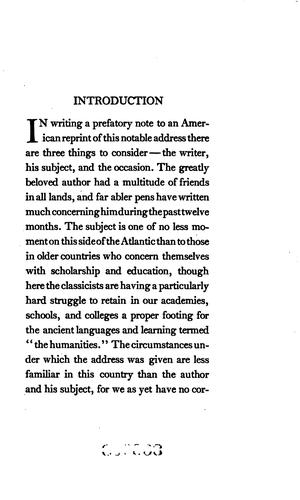 INTRODUCTION
IN writing a prefatory note to an Amer-
ican reprint of this notable address there
are three things to consider—the writer,
his subject, and the occasion. The greatly
beloved author had a multitude of friends
in all lands, and far abler pens have written
much concerning him during the past twelve
months. The subject is one of no less mo-
ment on this side of the Atlantic than to those
in older countries who concern themselves
with scholarship and education, though
here the classicists are having a particularly
hard struggle to retain in our academies,
schools, and colleges a proper footing for
the ancient languages and learning termed
"the humanities." The circumstances un-
der which the address was given are less
familiar in this country than the author
and his subject, for we as yet have no cor-